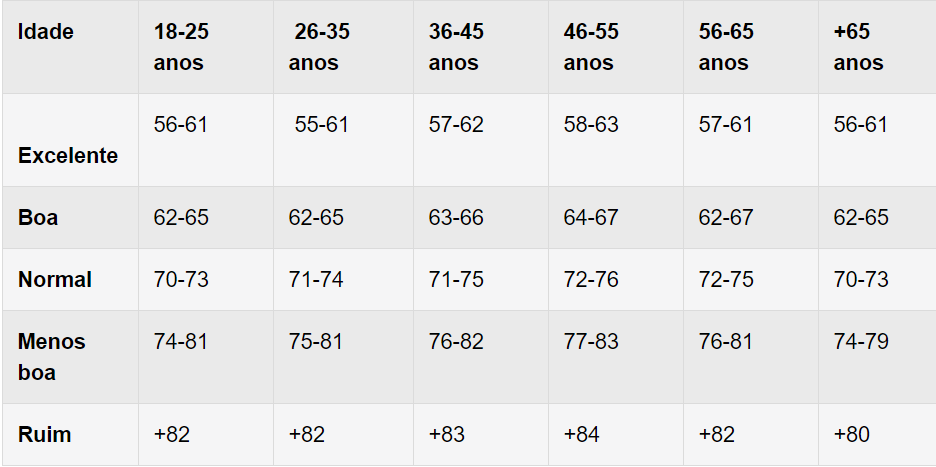 Idade 18-25 anos 26-35 anos 36-45 anos 46-55 anos 56-65 anos +65 anos
Excelente 56-61 55-61 57-62 58-63 57-61 56-61
Boa 62-65 62-65 63-66 64-67 62-67 62-65
Normal 70-73 71-74 71-75 72-76 72-75 70-73
Menos boa 74-81 75-81 76-82 77-83 76-81 74-79
Ruim +82 +82 +83 +84 +82 +80